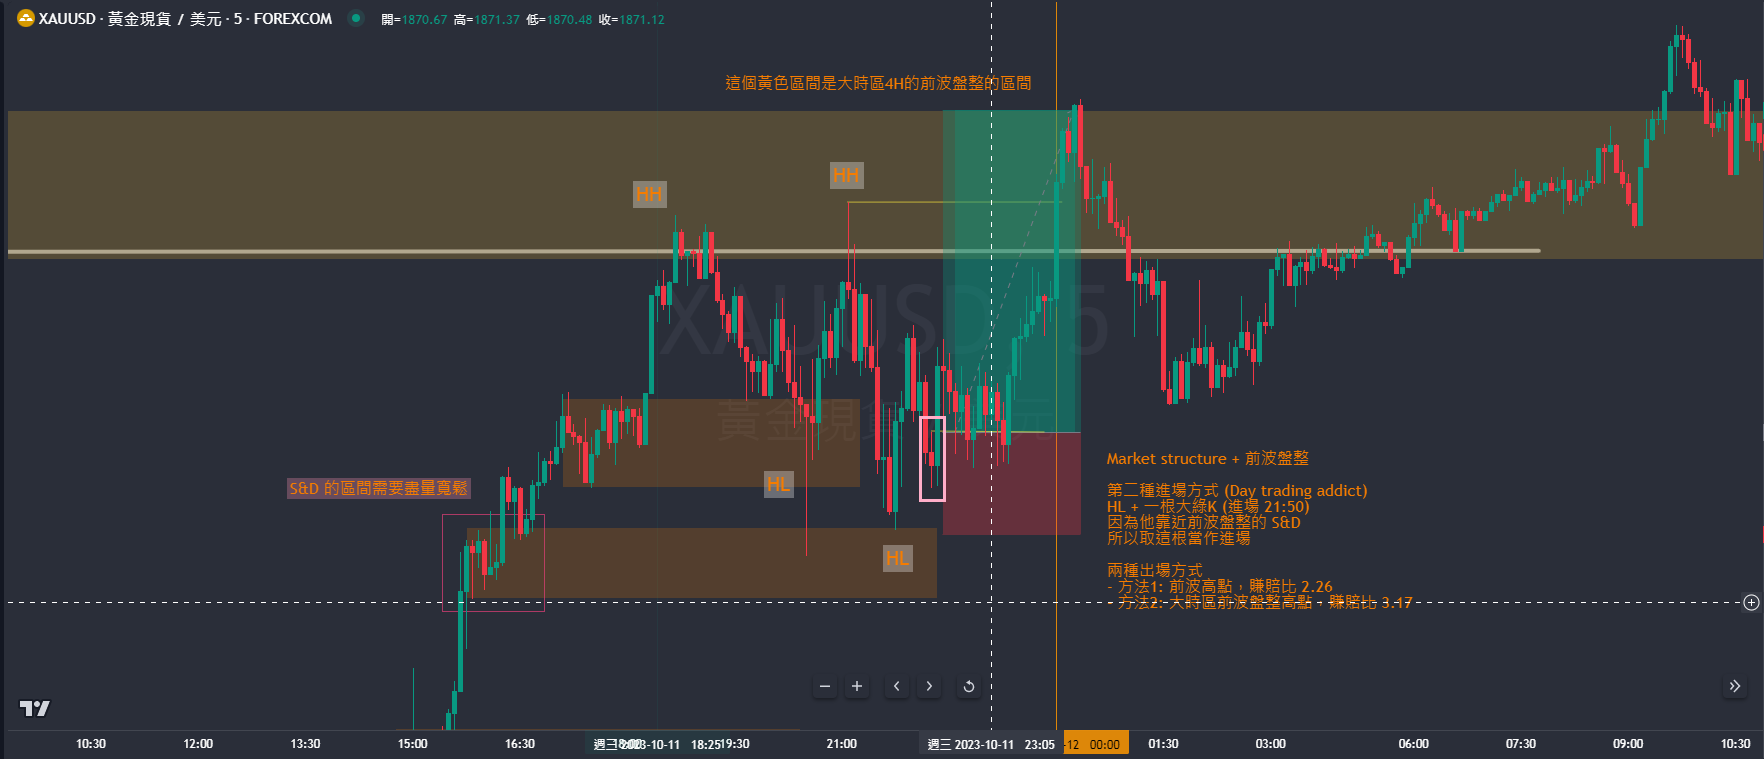 XAUUSD · 黃金現貨 / 美元 · 5 · FOREXCOM 開=1870.67 高=1871.37 低=1870.48 收=1871.12
這個黃色區間是大時區4H的前波盤整的區間
HH
HH
XAUUSD, 5
黃金現貨 / 美元
HL
HL
S&D 的區間需要盡量寬鬆
Market structure + 前波盤整
第二種進場方式 (Day trading addict)
HL + 一根大綠K (進場 21:50)
因為他靠近前波盤整的 S&D
所以取這根當作進場
兩種出場方式
- 方法1: 前波高點，賺賠比 2.26
- 方法2: 大時區前波盤整高點，賺賠比 3.17
10:30 12:00 13:30 15:00 16:30 週三 2023-10-11 18:25 19:30 21:00 週三 2023-10-11 23:05 -12 00:00 01:30 03:00 06:00 07:30 09:00 10:30